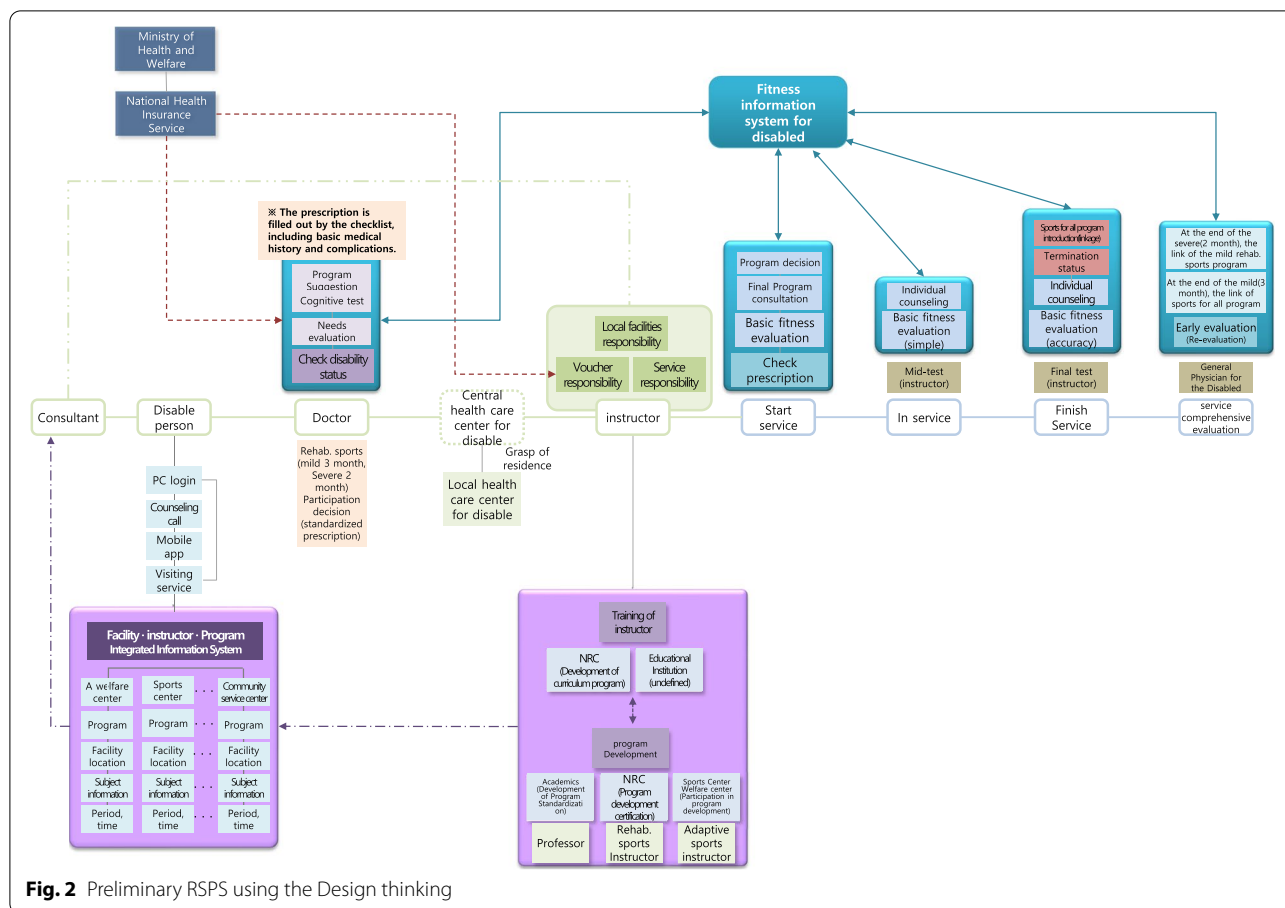 Ministry of
Health and
Welfare
National Health
Insurance
Service
Fitness
information
system for
disabled
※ The prescription is
filled out by the checklist,
including basic medical
history and complications.
Program
Suggestion
Cognitive test
Needs
evaluation
Check disability
status
Local facilities
responsibility
Voucher
responsibility
Service
responsibility
Program decision
Final Program
consultation
Basic fitness
evaluation
Check
prescription
Individual
counseling
Basic fitness
evaluation
(simple)
Mid-test
(instructor)
Sports for all program
introduction(linkage)
Termination
status
Individual
counseling
Basic fitness
evaluation
(accuracy)
Final test
(instructor)
At the end of the
severe(2 month), the
link of the mild rehab.
sports program
At the end of the mild(3
month), the link of
sports for all program
Early evaluation
(Re-evaluation)
General
Physician for
the Disabled
Consultant
Disable
person
Doctor
Central
health care
center for
disable
instructor
Start
service
In service
Finish
Service
service
comprehensive
evaluation
PC login
Counseling
call
Mobile
app
Visiting
service
Rehab. sports
(mild 3 month,
Severe 2
month)
Participation
decision
(standardized
prescription)
Grasp of
residence
Local health
care center
for disable
Facility · instructor · Program
Integrated Information System
A welfare
center
Sports
center
. . .
Community
service center
Program
Program
. . .
Program
Facility
location
Facility
location
. . .
Facility
location
Subject
information
Subject
information
. . .
Subject
information
Period,
time
Period,
time
. . .
Period,
time
Training of
instructor
NRC
(Development of
curriculum program)
Educational
Institution
(undefined)
program
Development
Academics
(Development
of Program
Standardizati
on)
NRC
(Program
development
certification)
Sports Center
Welfare center
(Participation in
program
development)
Professor
Rehab.
sports
Instructor
Adaptive
sports
instructor
Fig. 2 Preliminary RSPS using the Design thinking